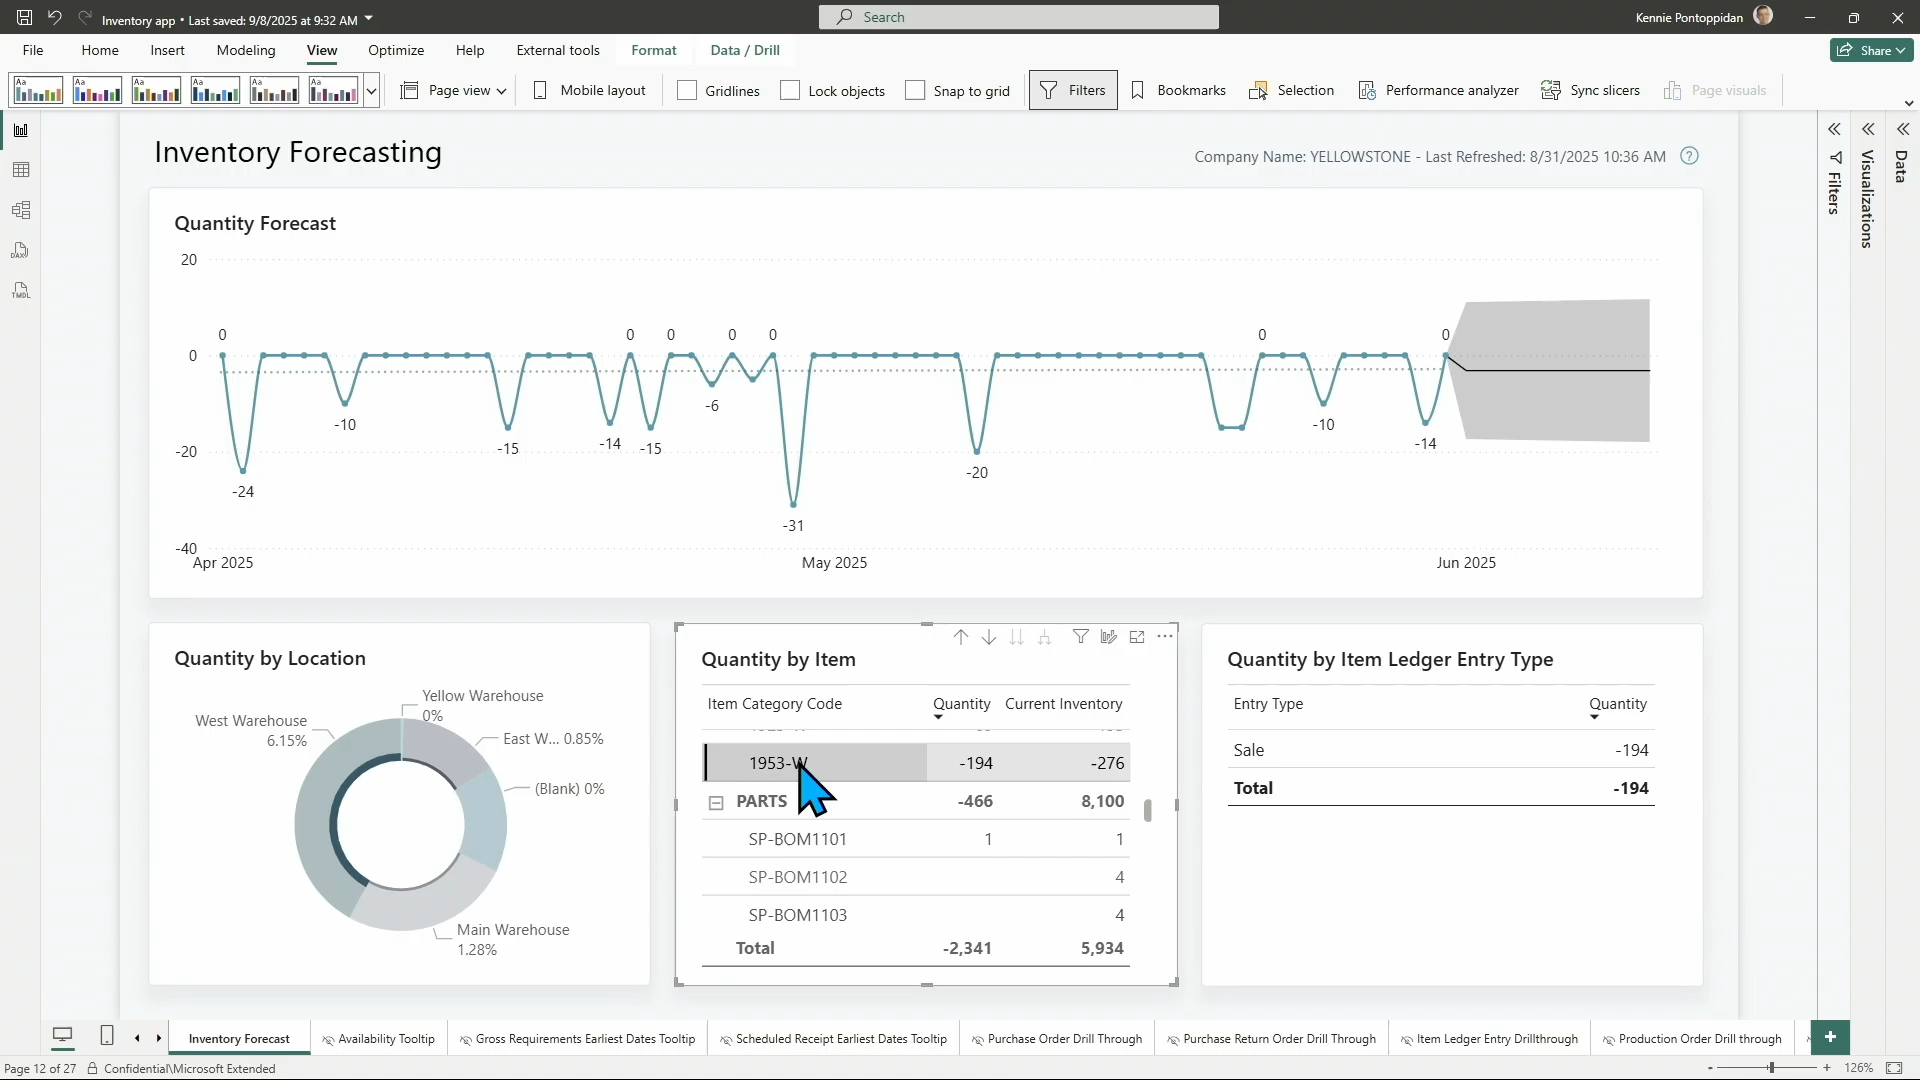 Inventory app • Last saved: 9/8/2025 at 9:32 AM
Search
Kennie Pontoppidan
File Home Insert Modeling View Optimize Help External tools Format Data / Drill
Share
Aa Aa Aa Aa Aa Aa
Page view Mobile layout Gridlines Lock objects Snap to grid Filters Bookmarks Selection Performance analyzer Sync slicers Page visuals
DAX
TMDL
Inventory Forecasting
Company Name: YELLOWSTONE - Last Refreshed: 8/31/2025 10:36 AM ?
Quantity Forecast
20
0
-20
-40
0 0 0 0 0 0 0
-24
-10
-15
-14
-15
-6
-31
-20
-10
-14
Apr 2025 May 2025 Jun 2025
Quantity by Location
Yellow Warehouse
0%
West Warehouse
6.15%
East W... 0.85%
(Blank) 0%
Main Warehouse
1.28%
Quantity by Item
Item Category Code Quantity Current Inventory
1953-W -194 -276
PARTS -466 8,100
SP-BOM1101 1 1
SP-BOM1102 4
SP-BOM1103 4
Total -2,341 5,934
Quantity by Item Ledger Entry Type
Entry Type Quantity
Sale -194
Total -194
Filters
Visualizations
Data
Inventory Forecast Availability Tooltip Gross Requirements Earliest Dates Tooltip Scheduled Receipt Earliest Dates Tooltip Purchase Order Drill Through Purchase Return Order Drill Through Item Ledger Entry Drillthrough Production Order Drill through
Page 12 of 27 Confidential\Microsoft Extended
126%